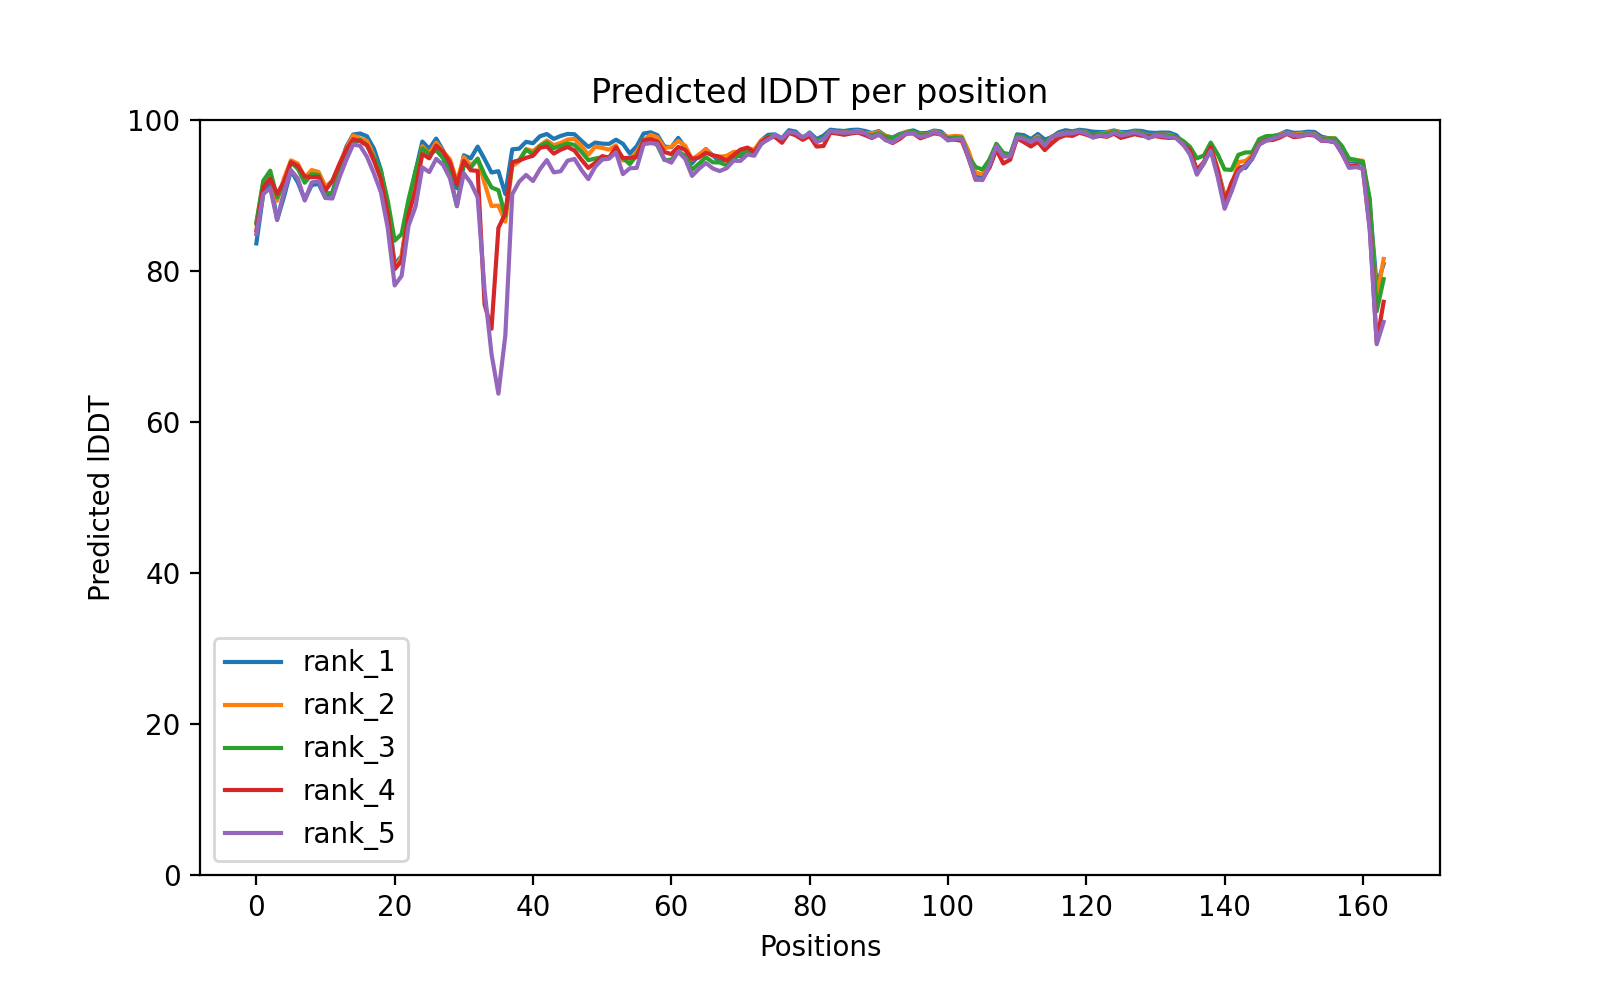 Predicted lDDT per position
100
80
60
40
20
0
Predicted lDDT
rank_1
rank_2
rank_3
rank_4
rank_5
0 20 40 60 80 100 120 140 160
Positions